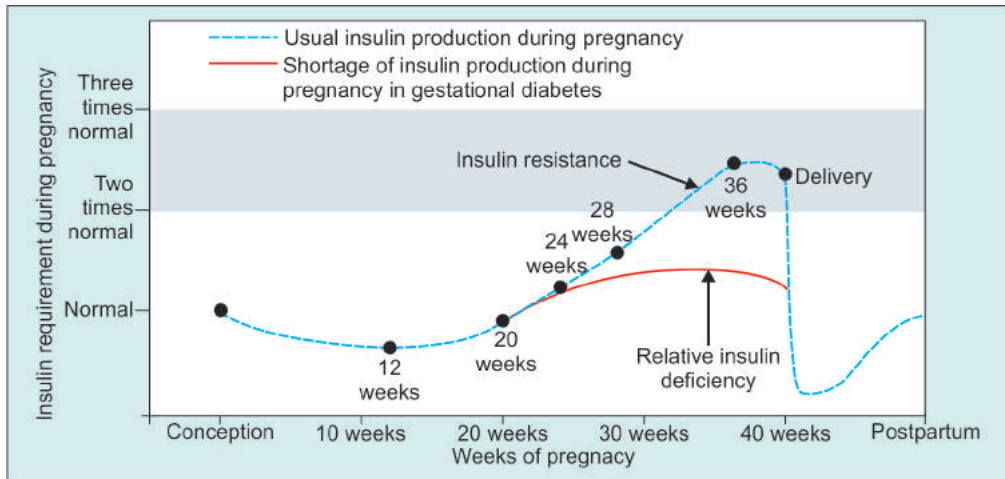 Usual insulin production during pregnancy
Shortage of insulin production during
pregnancy in gestational diabetes
Insulin requirement during pregnancy
Three
times
normal
Two
times
normal
Normal
Insulin resistance
36
weeks
Delivery
28
weeks
24
weeks
20
weeks
12
weeks
Relative insulin
deficiency
Conception
10 weeks
20 weeks
30 weeks
40 weeks
Postpartum
Weeks of pregnacy